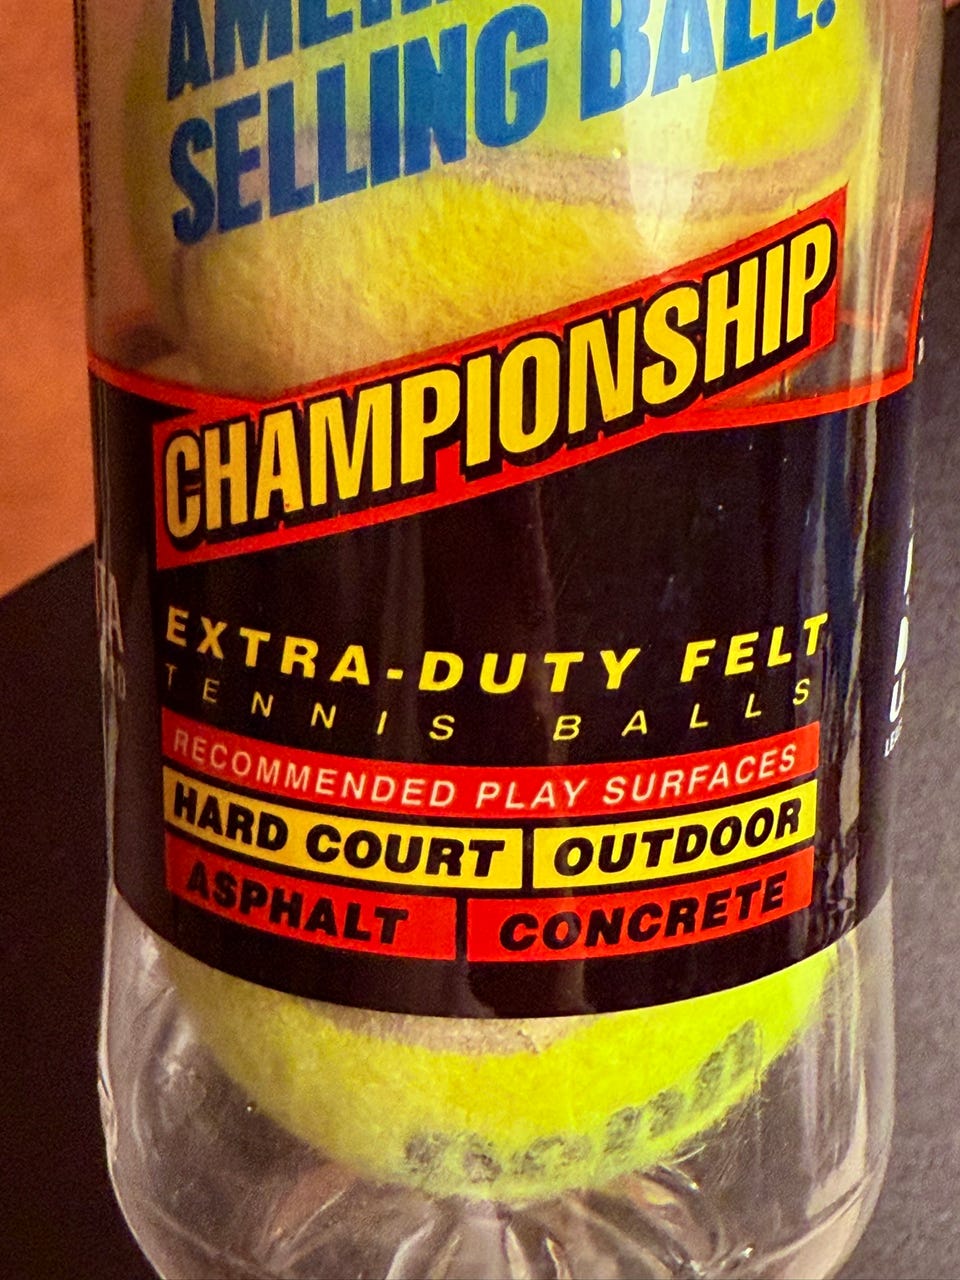 SELLING BALL!
CHAMPIONSHIP
EXTRA-DUTY FELT
TENNIS BALLS
RECOMMENDED PLAY SURFACES
HARD COURT OUTDOOR
ASPHALT CONCRETE